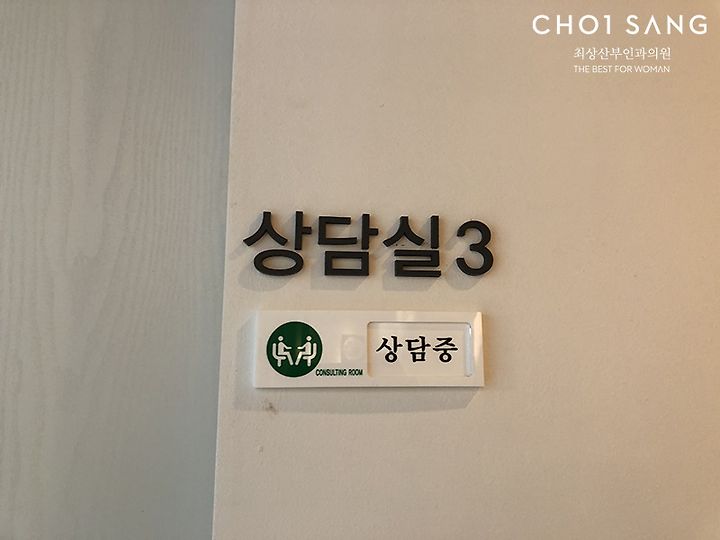 CHOI SANG
최상산부인과의원
THE BEST FOR WOMAN
상담실3
상담중
CONSULTING ROOM